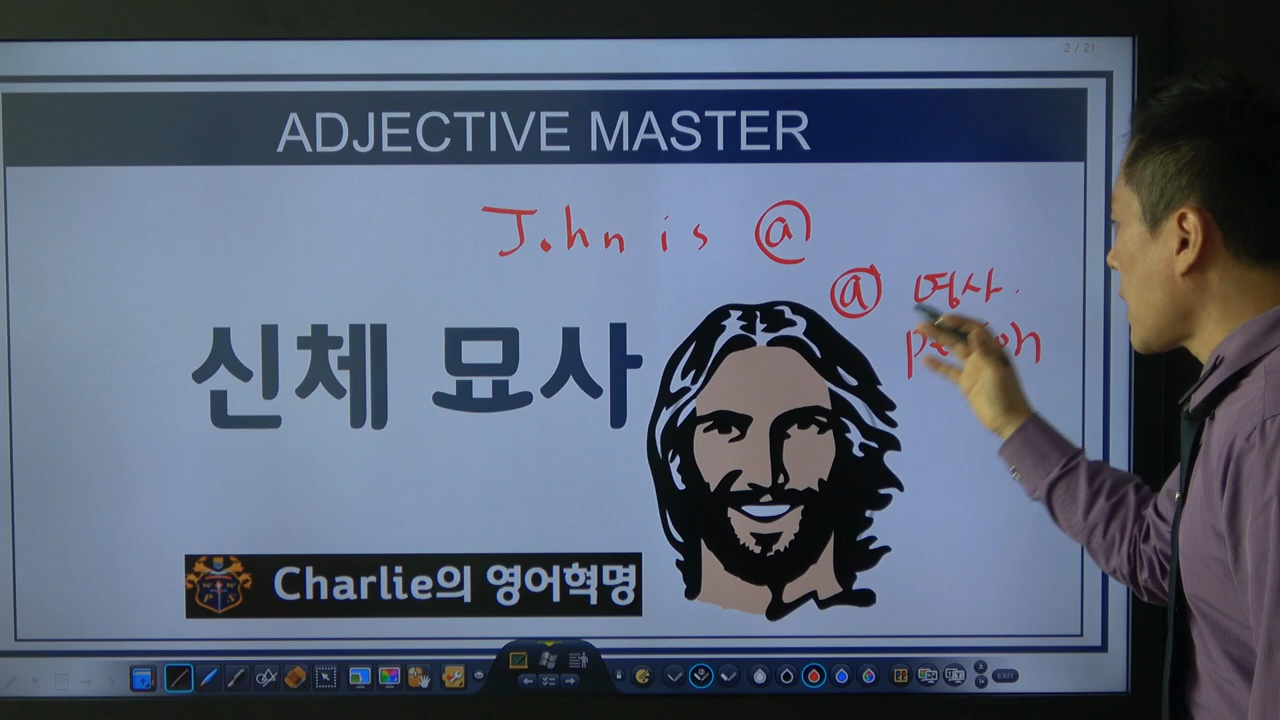 2 / 21
ADJECTIVE MASTER
John is ⓐ
ⓐ 명사.
신체 묘사
Charlie의 영어혁명
EXIT